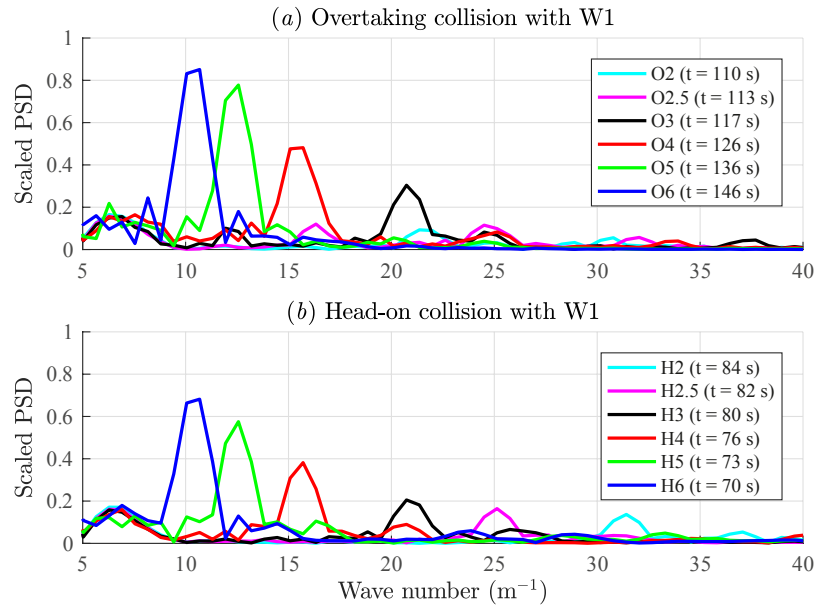 (a) Overtaking collision with W1
Scaled PSD
1
0.8
0.6
0.4
0.2
0
5
10
15
20
25
30
35
40
O2 (t = 110 s)
O2.5 (t = 113 s)
O3 (t = 117 s)
O4 (t = 126 s)
O5 (t = 136 s)
O6 (t = 146 s)
(b) Head-on collision with W1
Scaled PSD
1
0.8
0.6
0.4
0.2
0
5
10
15
20
25
30
35
40
H2 (t = 84 s)
H2.5 (t = 82 s)
H3 (t = 80 s)
H4 (t = 76 s)
H5 (t = 73 s)
H6 (t = 70 s)
Wave number (m⁻¹)